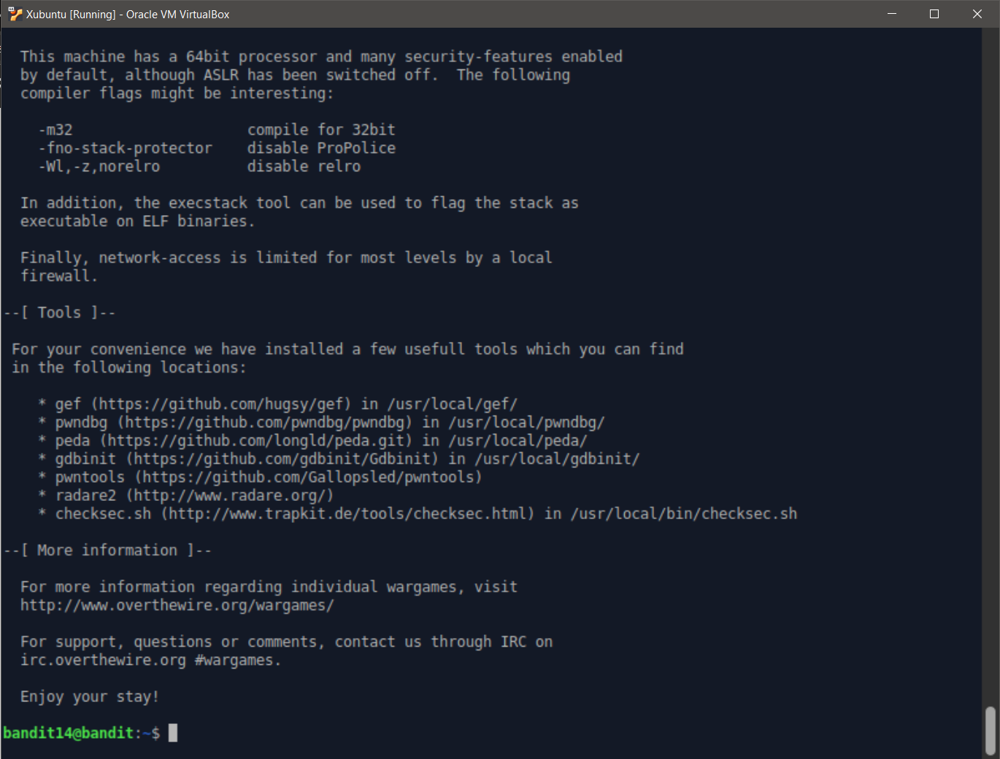 Xubuntu [Running] - Oracle VM VirtualBox
This machine has a 64bit processor and many security-features enabled
by default, although ASLR has been switched off.  The following
compiler flags might be interesting:
-m32                    compile for 32bit
-fno-stack-protector    disable ProPolice
-Wl,-z,norelro          disable relro
In addition, the execstack tool can be used to flag the stack as
executable on ELF binaries.
Finally, network-access is limited for most levels by a local
firewall.
--[ Tools ]--
For your convenience we have installed a few usefull tools which you can find
in the following locations:
* gef (https://github.com/hugsy/gef) in /usr/local/gef/
* pwndbg (https://github.com/pwndbg/pwndbg) in /usr/local/pwndbg/
* peda (https://github.com/longld/peda.git) in /usr/local/peda/
* gdbinit (https://github.com/gdbinit/Gdbinit) in /usr/local/gdbinit/
* pwntools (https://github.com/Gallopsled/pwntools)
* radare2 (http://www.radare.org/)
* checksec.sh (http://www.trapkit.de/tools/checksec.html) in /usr/local/bin/checksec.sh
--[ More information ]--
For more information regarding individual wargames, visit
http://www.overthewire.org/wargames/
For support, questions or comments, contact us through IRC on
irc.overthewire.org #wargames.
Enjoy your stay!
bandit14@bandit:~$